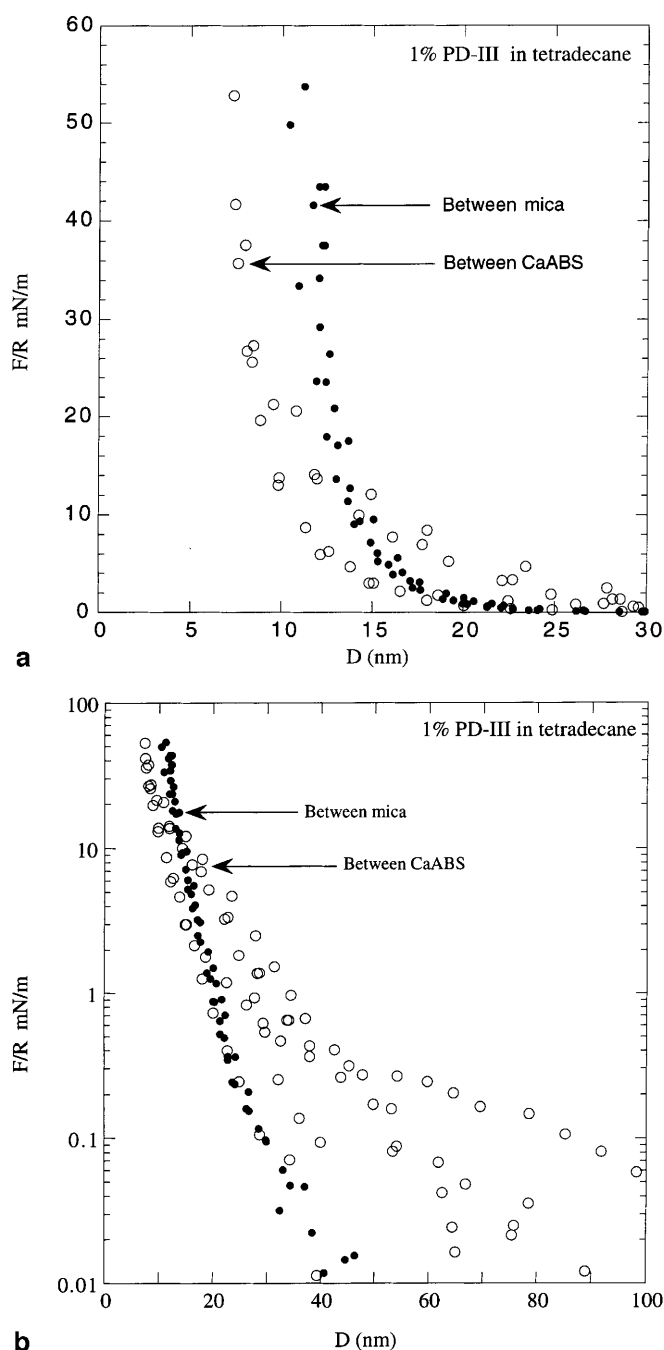 60
1% PD-III in tetradecane
50
40
Between mica
Between CaABS
30
F/R mN/m
20
10
0
0 5 10 15 20 25 30
a
D (nm)
100
1% PD-III in tetradecane
Between mica
10
Between CaABS
F/R mN/m
1
0.1
0.01
0 20 40 60 80 100
b
D (nm)